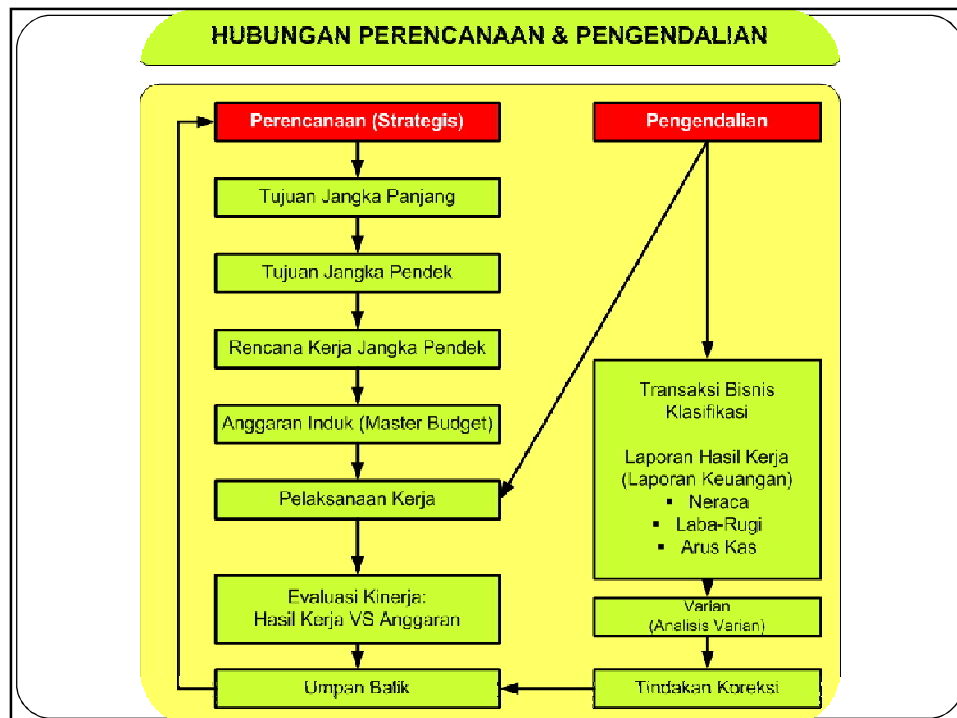 HUBUNGAN PERENCANAAN & PENGENDALIAN
Perencanaan (Strategis)
Tujuan Jangka Panjang
Tujuan Jangka Pendek
Rencana Kerja Jangka Pendek
Anggaran Induk (Master Budget)
Pelaksanaan Kerja
Evaluasi Kinerja:
Hasil Kerja VS Anggaran
Umpan Balik
Pengendalian
Transaksi Bisnis
Klasifikasi
Laporan Hasil Kerja
(Laporan Keuangan)
▪ Neraca
▪ Laba-Rugi
▪ Arus Kas
Varian
(Analisis Varian)
Tindakan Koreksi